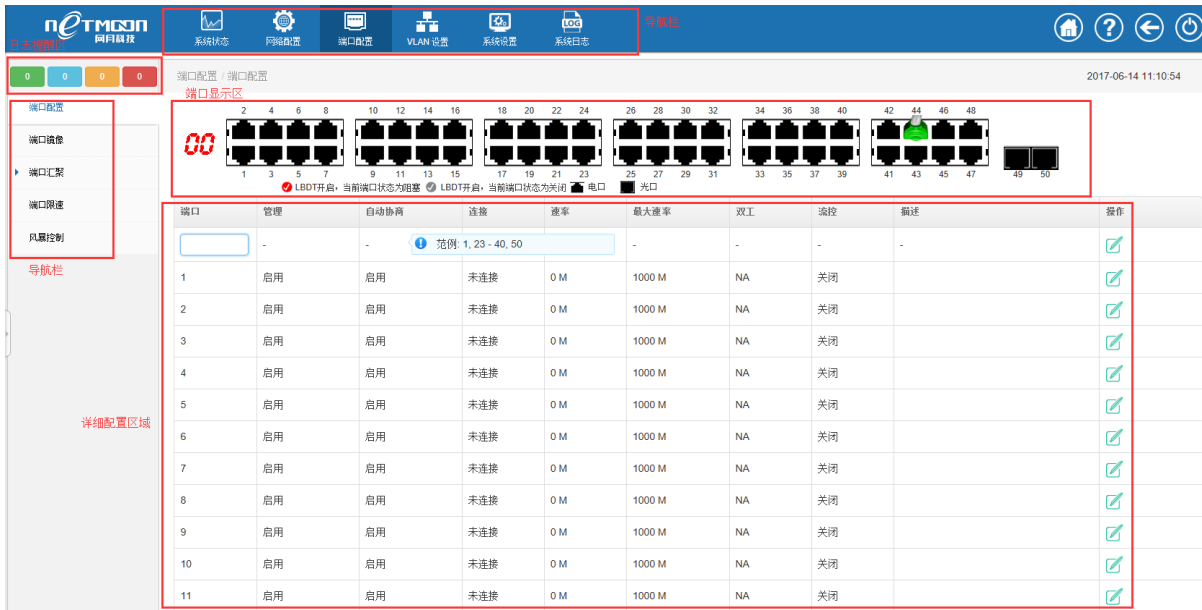 netmoon
网月科技
系统状态 网络配置 端口配置 VLAN 设置 系统设置 LOG 系统日志 导航栏
日志提醒区
0 0 0 0
端口配置 / 端口配置 2017-06-14 11:10:54
端口显示区
端口配置
端口镜像
端口汇聚
端口限速
风暴控制
导航栏
详细配置区域
2 4 6 8 10 12 14 16 18 20 22 24 26 28 30 32 34 36 38 40 42 44 46 48
00
1 3 5 7 9 11 13 15 17 19 21 23 25 27 29 31 33 35 37 39 41 43 45 47 49 50
LBDT开启，当前端口状态为阻塞 LBDT开启，当前端口状态为关闭 电口 光口
端口 管理 自动协商 连接 速率 最大速率 双工 流控 描述 操作
- - 范例: 1, 23 - 40, 50 - - - -
1 启用 启用 未连接 0 M 1000 M NA 关闭
2 启用 启用 未连接 0 M 1000 M NA 关闭
3 启用 启用 未连接 0 M 1000 M NA 关闭
4 启用 启用 未连接 0 M 1000 M NA 关闭
5 启用 启用 未连接 0 M 1000 M NA 关闭
6 启用 启用 未连接 0 M 1000 M NA 关闭
7 启用 启用 未连接 0 M 1000 M NA 关闭
8 启用 启用 未连接 0 M 1000 M NA 关闭
9 启用 启用 未连接 0 M 1000 M NA 关闭
10 启用 启用 未连接 0 M 1000 M NA 关闭
11 启用 启用 未连接 0 M 1000 M NA 关闭